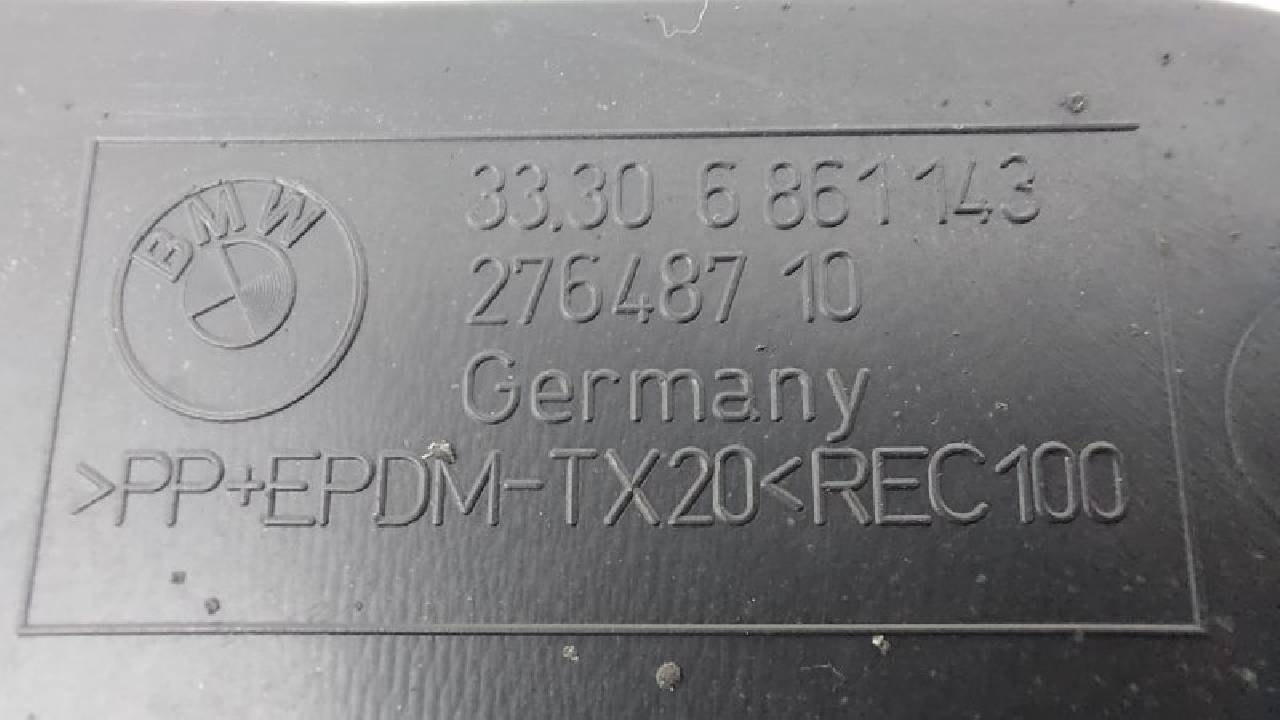 BMW
33.30 6 861 143
276487 10
Germany
>PP+EPDM-TX20<REC100